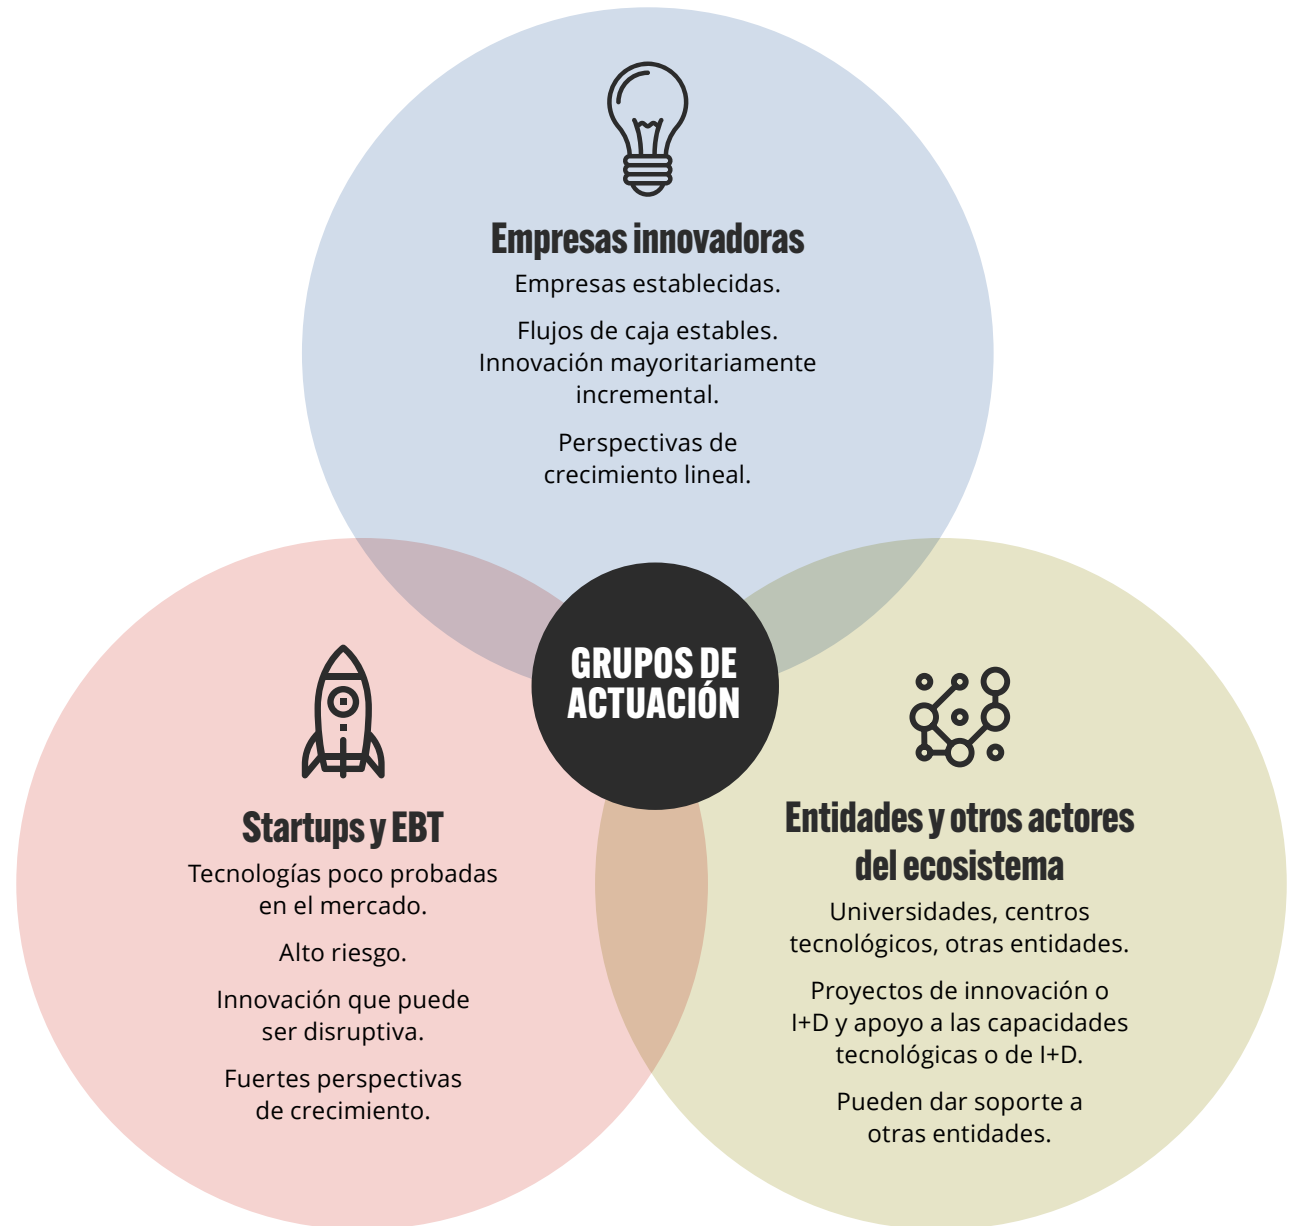 Empresas innovadoras
Empresas establecidas.
Flujos de caja estables.
Innovación mayoritariamente
incremental.
Perspectivas de
crecimiento lineal.
GRUPOS DE
ACTUACIÓN
Startups y EBT
Tecnologías poco probadas
en el mercado.
Alto riesgo.
Innovación que puede
ser disruptiva.
Fuertes perspectivas
de crecimiento.
Entidades y otros actores
del ecosistema
Universidades, centros
tecnológicos, otras entidades.
Proyectos de innovación o
I+D y apoyo a las capacidades
tecnológicas o de I+D.
Pueden dar soporte a
otras entidades.